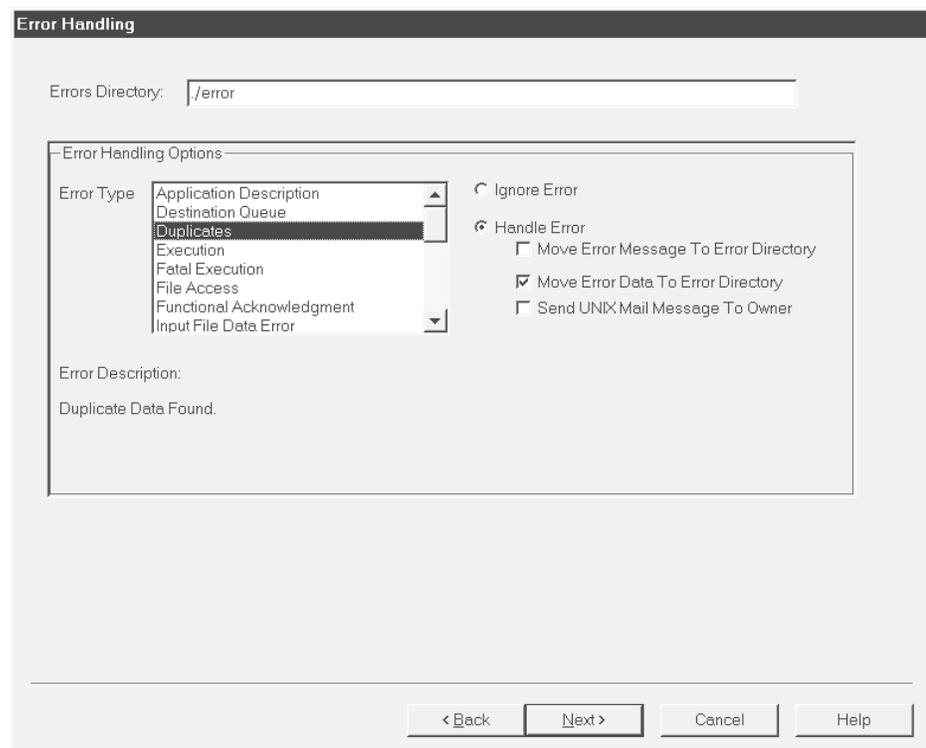 Error Handling
Errors Directory: ./error
Error Handling Options
Error Type
Application Description
Destination Queue
Duplicates
Execution
Fatal Execution
File Access
Functional Acknowledgment
Input File Data Error
Ignore Error
Handle Error
Move Error Message To Error Directory
Move Error Data To Error Directory
Send UNIX Mail Message To Owner
Error Description:
Duplicate Data Found.
< Back Next > Cancel Help